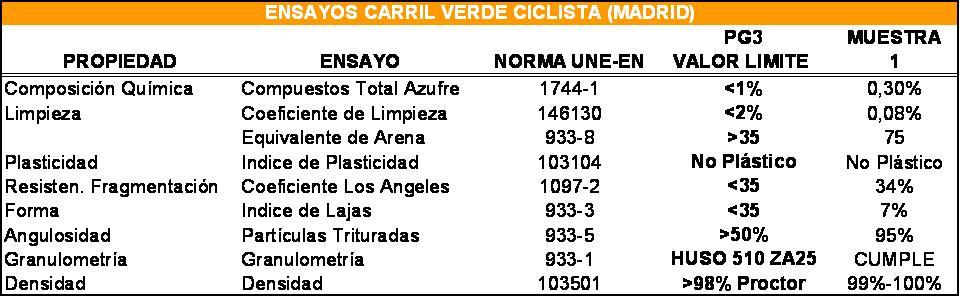 ENSAYOS CARRIL VERDE CICLISTA (MADRID)
PG3 MUESTRA
PROPIEDAD ENSAYO NORMA UNE-EN VALOR LIMITE 1
Composición Química Compuestos Total Azufre 1744-1 <1% 0,30%
Limpieza Coeficiente de Limpieza 146130 <2% 0,08%
Equivalente de Arena 933-8 >35 75
Plasticidad Indice de Plasticidad 103104 No Plástico No Plástico
Resisten. Fragmentación Coeficiente Los Angeles 1097-2 <35 34%
Forma Indice de Lajas 933-3 <35 7%
Angulosidad Partículas Trituradas 933-5 >50% 95%
Granulometría Granulometría 933-1 HUSO 510 ZA25 CUMPLE
Densidad Densidad 103501 >98% Proctor 99%-100%